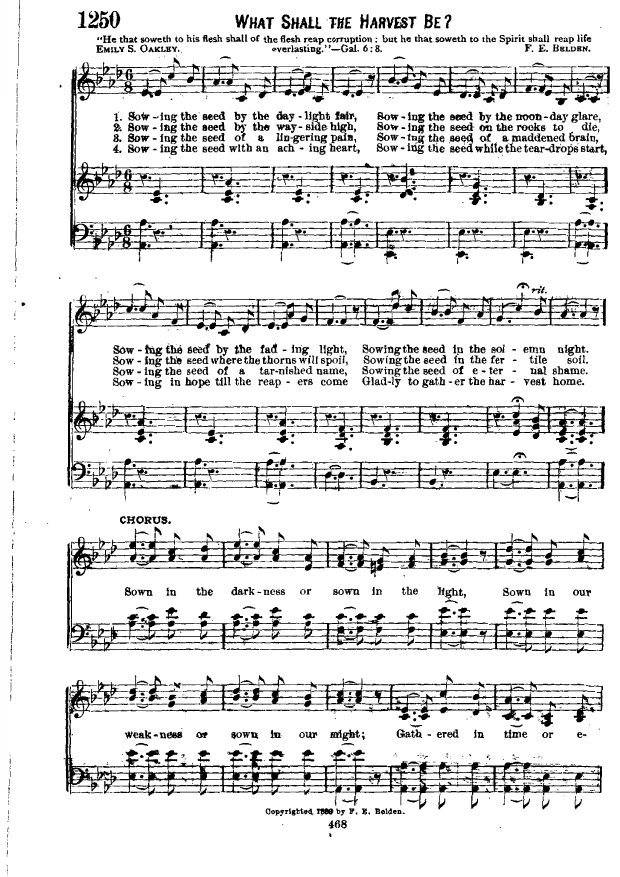 1250 WHAT SHALL THE HARVEST BE?
"He that soweth to his flesh shall of the flesh reap corruption; but he that soweth to the Spirit shall reap life
EMILY S. OAKLEY. everlasting."—Gal. 6:8. F. E. BELDEN.
1. Sow-ing the seed by the day-light fair, Sow-ing the seed by the noon-day glare,
2. Sow-ing the seed by the way-side high, Sow-ing the seed on the rocks to die,
3. Sow-ing the seed of a lin-gering pain, Sow-ing the seed of a maddened brain,
4. Sow-ing the seed with an ach-ing heart, Sow-ing the seed while the tear-drops start,
rit.
Sow-ing the seed by the fad-ing light, Sowing the seed in the sol-emn night.
Sow-ing the seed where the thorns will spoil, Sowing the seed in the fer-tile soil.
Sow-ing the seed of a tar-nished name, Sowing the seed of e-ter-nal shame.
Sow-ing in hope till the reap-ers come Glad-ly to gath-er the har-vest home.
CHORUS.
Sown in the dark-ness or sown in the light, Sown in our
weak-ness or sown in our might; Gath-ered in time or e-
Copyrighted by F. E. Belden.
468